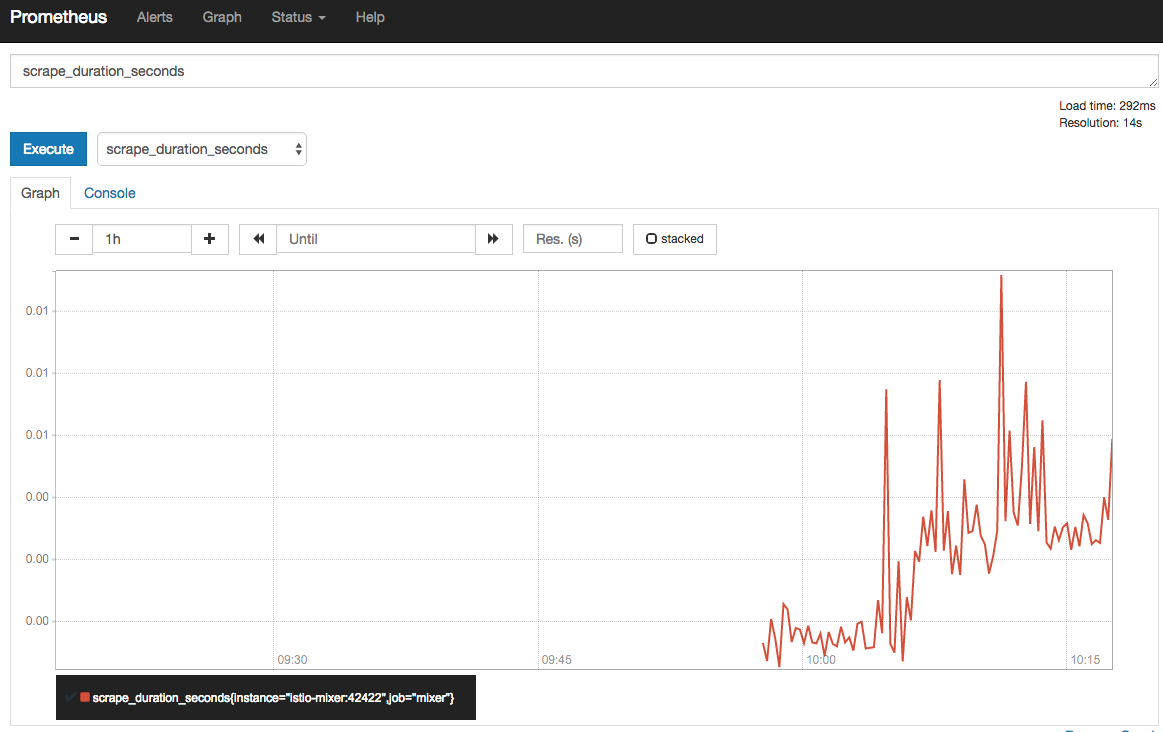 Prometheus Alerts Graph Status Help
scrape_duration_seconds
Load time: 292ms
Resolution: 14s
Execute scrape_duration_seconds
Graph Console
1h Until Res. (s) stacked
0.01
0.01
0.01
0.00
0.00
0.00
09:30 09:45 10:00 10:15
scrape_duration_seconds{instance="istio-mixer:42422",job="mixer"}